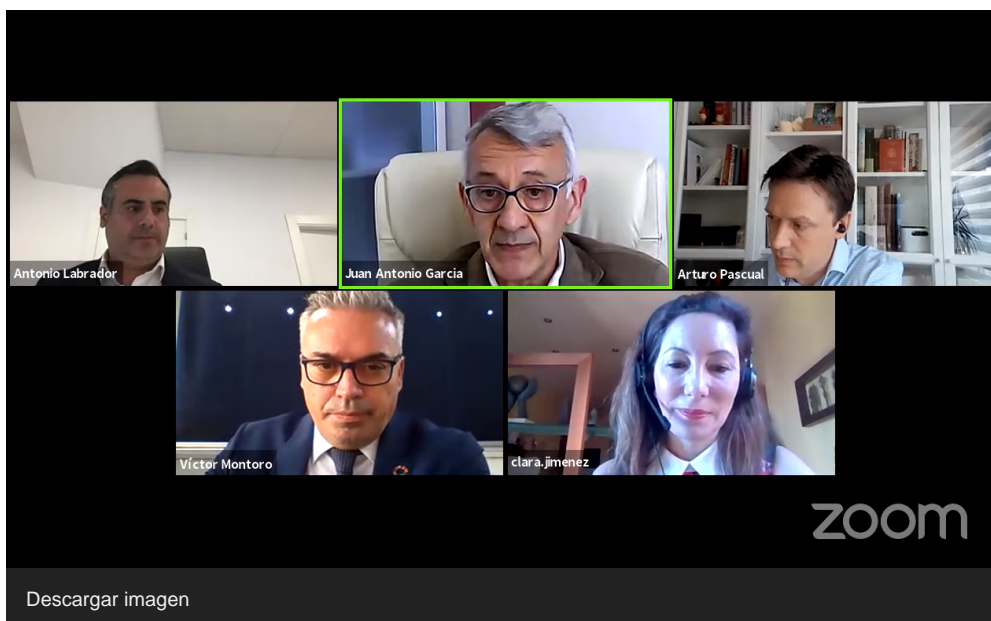 Antonio Labrador
Juan Antonio Garcia
Arturo Pascual
Víctor Montoro
clara.jimenez
zoom
Descargar imagen